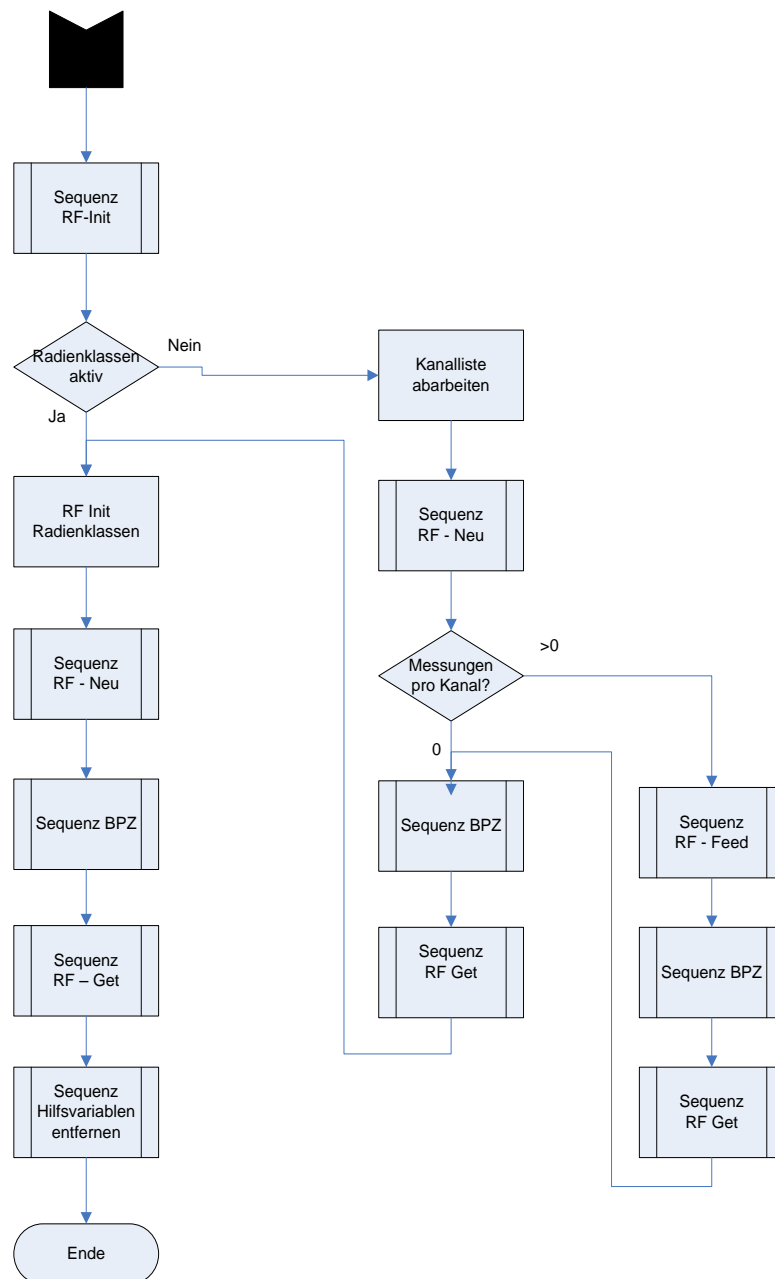 Sequenz
RF-Init
Radienklassen
aktiv
Nein
Ja
Kanalliste
abarbeiten
RF Init
Radienklassen
Sequenz
RF - Neu
Sequenz
RF - Neu
Messungen
pro Kanal?
>0
0
Sequenz BPZ
Sequenz BPZ
Sequenz
RF - Feed
Sequenz
RF – Get
Sequenz
RF Get
Sequenz BPZ
Sequenz
Hilfsvariablen
entfernen
Sequenz
RF Get
Ende